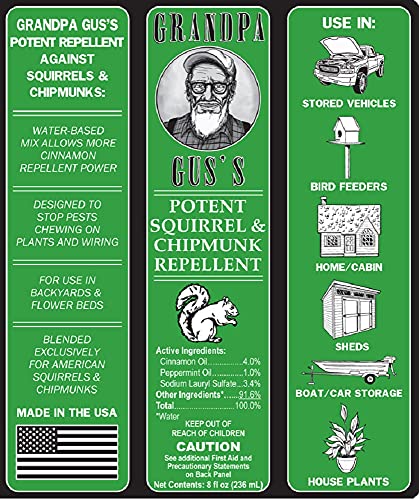 GRANDPA GUS'S
POTENT REPELLENT
AGAINST
SQUIRRELS &
CHIPMUNKS:
WATER-BASED
MIX ALLOWS MORE
CINNAMON
REPELLENT POWER
DESIGNED TO
STOP PESTS
CHEWING ON
PLANTS AND WIRING
FOR USE IN
BACKYARDS &
FLOWER BEDS
BLENDED
EXCLUSIVELY
FOR AMERICAN
SQUIRRELS &
CHIPMUNKS
MADE IN THE USA
GRANDPA
GUS'S
POTENT
SQUIRREL &
CHIPMUNK
REPELLENT
Active Ingredients:
Cinnamon Oil.............4.0%
Peppermint Oil...........1.0%
Sodium Lauryl Sulfate...3.4%
Other Ingredients*......91.6%
Total....................100.0%
*Water
KEEP OUT OF
REACH OF CHILDREN
CAUTION
See additional First Aid and
Precautionary Statements
on Back Panel
Net Contents: 8 fl oz (236 mL)
USE IN:
STORED VEHICLES
BIRD FEEDERS
HOME/CABIN
SHEDS
BOAT/CAR STORAGE
HOUSE PLANTS